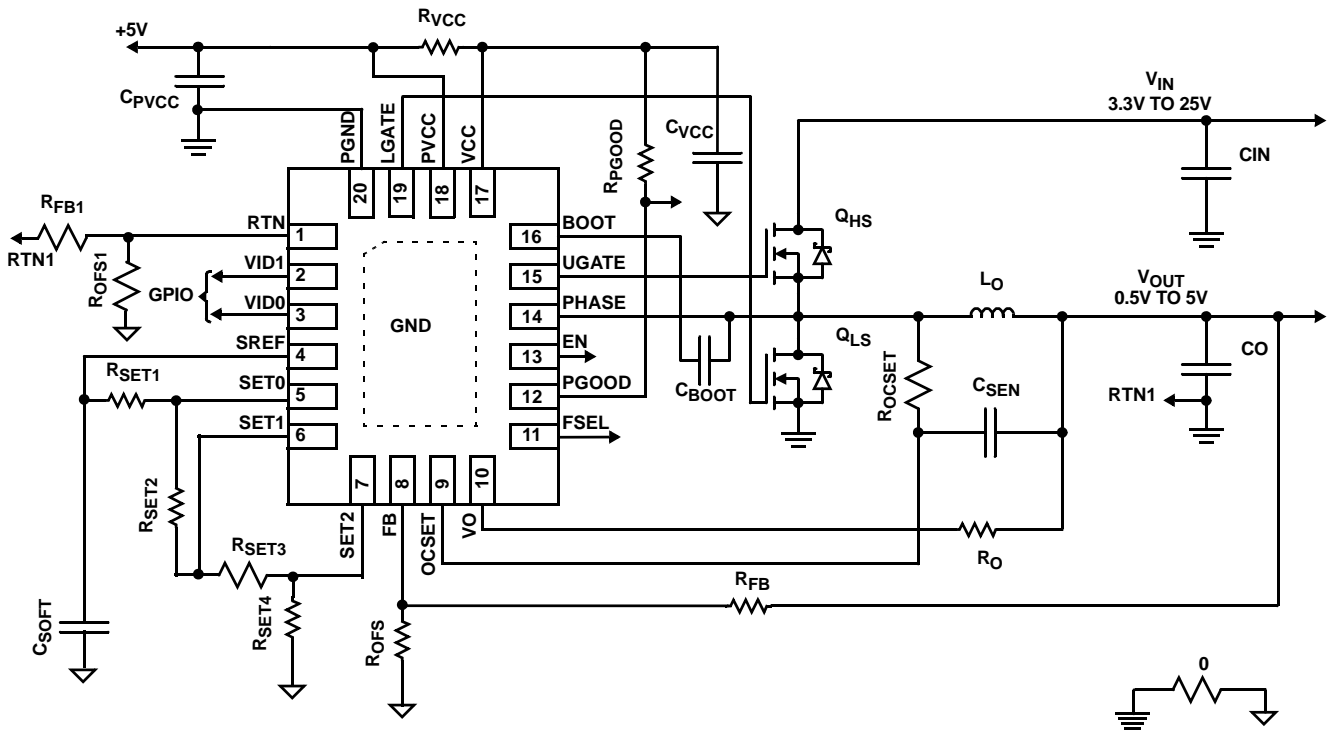 +5V
RVCC
CPVCC
PGND
LGATE
PVCC
VCC
20
19
18
17
RPGOOD
CVCC
VIN
3.3V TO 25V
CIN
RFB1
RTN1
ROFS1
GPIO
RTN
1
VID1
2
VID0
3
SREF
4
SET0
5
SET1
6
GND
BOOT
16
UGATE
15
PHASE
14
EN
13
PGOOD
12
FSEL
11
QHS
QLS
CBOOT
LO
VOUT
0.5V TO 5V
CO
RTN1
ROCSET
CSEN
RSET1
RSET2
RSET3
RSET4
CSOFT
7
8
9
10
SET2
FB
OCSET
VO
RO
RFB
ROFS
0